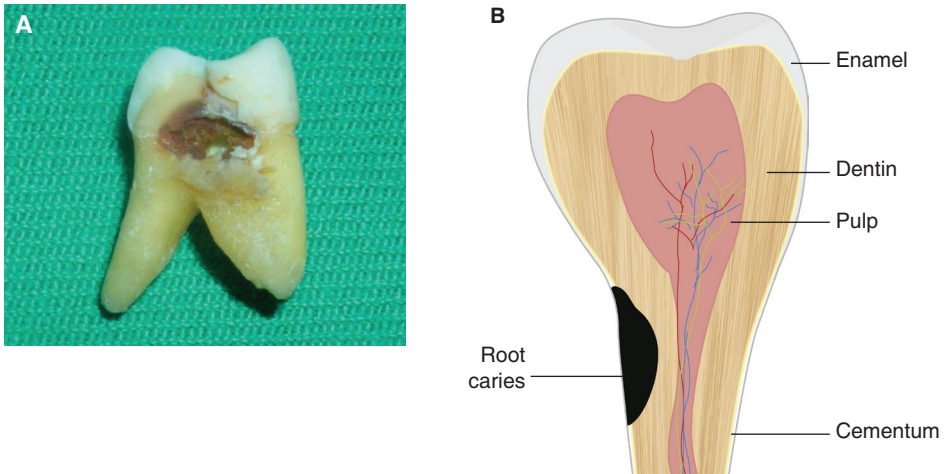 A
B
Enamel
Dentin
Pulp
Root
caries
Cementum